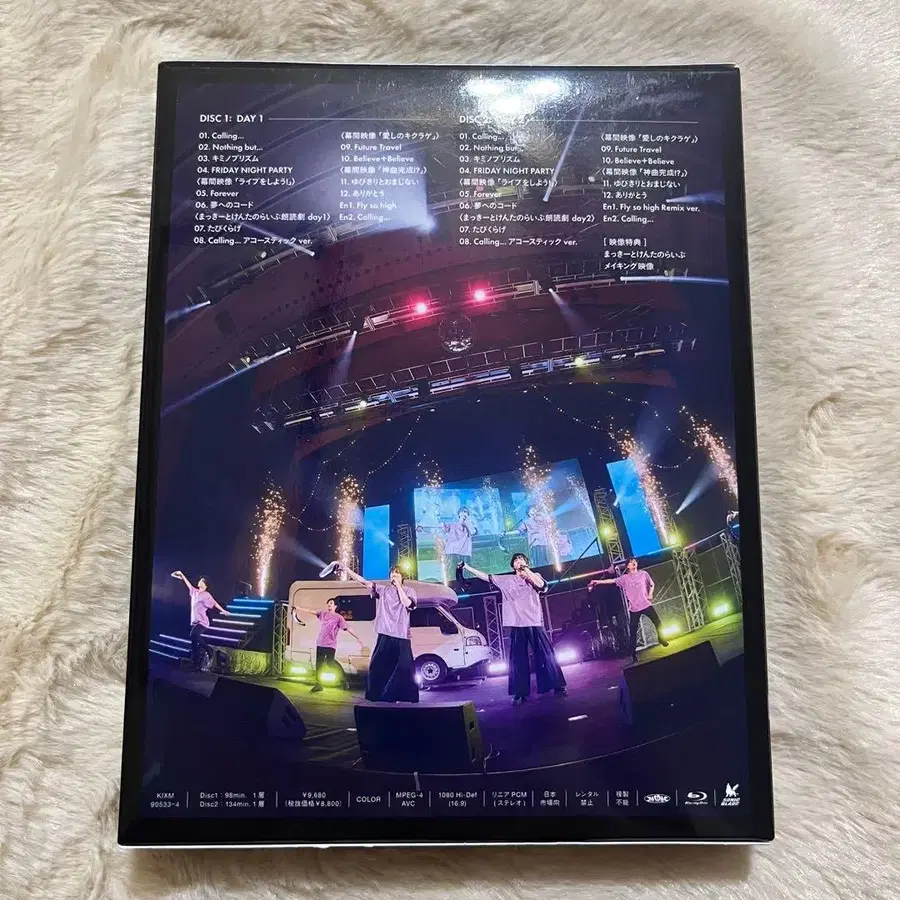 DISC 1: DAY 1
01. Calling...
02. Nothing but...
03. キミノプリズム
04. FRIDAY NIGHT PARTY
〈幕間映像「ライブをしよう!」〉
05. Forever
06. 夢へのコード
〈まっきーとけんたのらいぶ朗読劇 day1〉
07. たびくらげ
08. Calling... アコースティック ver.
〈幕間映像「愛しのキクラゲ」〉
09. Future Travel
10. Believe+Believe
〈幕間映像「神曲完成!?」〉
11. ゆびきりとおまじない
12. ありがとう
En1. Fly so high
En2. Calling...
DISC
01. Calling...
02. Nothing but...
03. キミノプリズム
04. FRIDAY NIGHT PARTY
〈幕間映像「ライブをしよう!」〉
05. Forever
06. 夢へのコード
〈まっきーとけんたのらいぶ朗読劇 day2〉
07. たびくらげ
08. Calling... アコースティック ver.
〈幕間映像「愛しのキクラゲ」〉
09. Future Travel
10. Believe+Believe
〈幕間映像「神曲完成!?」〉
11. ゆびきりとおまじない
12. ありがとう
En1. Fly so high Remix ver.
En2. Calling...
[ 映像特典 ]
まっきーとけんたのらいぶ
メイキング映像
KIXM
90533~4
Disc1：98min. 1層
Disc2：134min. 1層
￥9,680
(税抜価格￥8,800)
COLOR
MPEG-4
AVC
1080 Hi-Def
(16:9)
リニアPCM
(ステレオ)
日本
市場向
レンタル
禁止
複製
不能
Blu-ray Disc
SONIC
BLADE